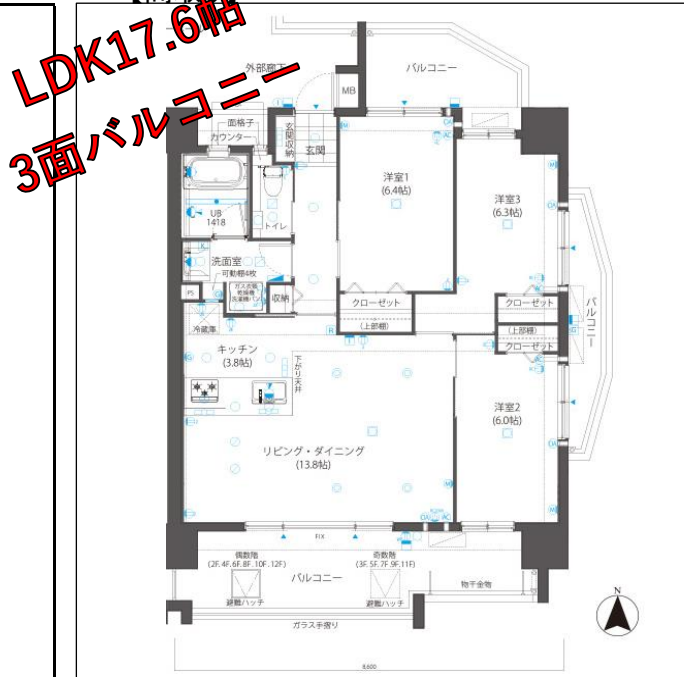 LDK17.6帖
3面バルコニー
外部廊下
バルコニー
MB
面格子
カウンター
玄関収納
玄関
洋室1
(6.4帖)
洋室3
(6.3帖)
UB
1418
トイレ
洗面室
可動棚4枚
PS
収納
クローゼット
(上部棚)
クローゼット
(上部棚)
クローゼット
バルコニー
冷蔵庫
キッチン
(3.8帖)
下がり天井
R
洋室2
(6.0帖)
リビング・ダイニング
(13.8帖)
FIX
偶数階
(2F.4F.6F.8F.10F.12F)
奇数階
(3F.5F.7F.9F.11F)
バルコニー
避難ハッチ
避難ハッチ
物干金物
ガラス手摺り
N
8,600